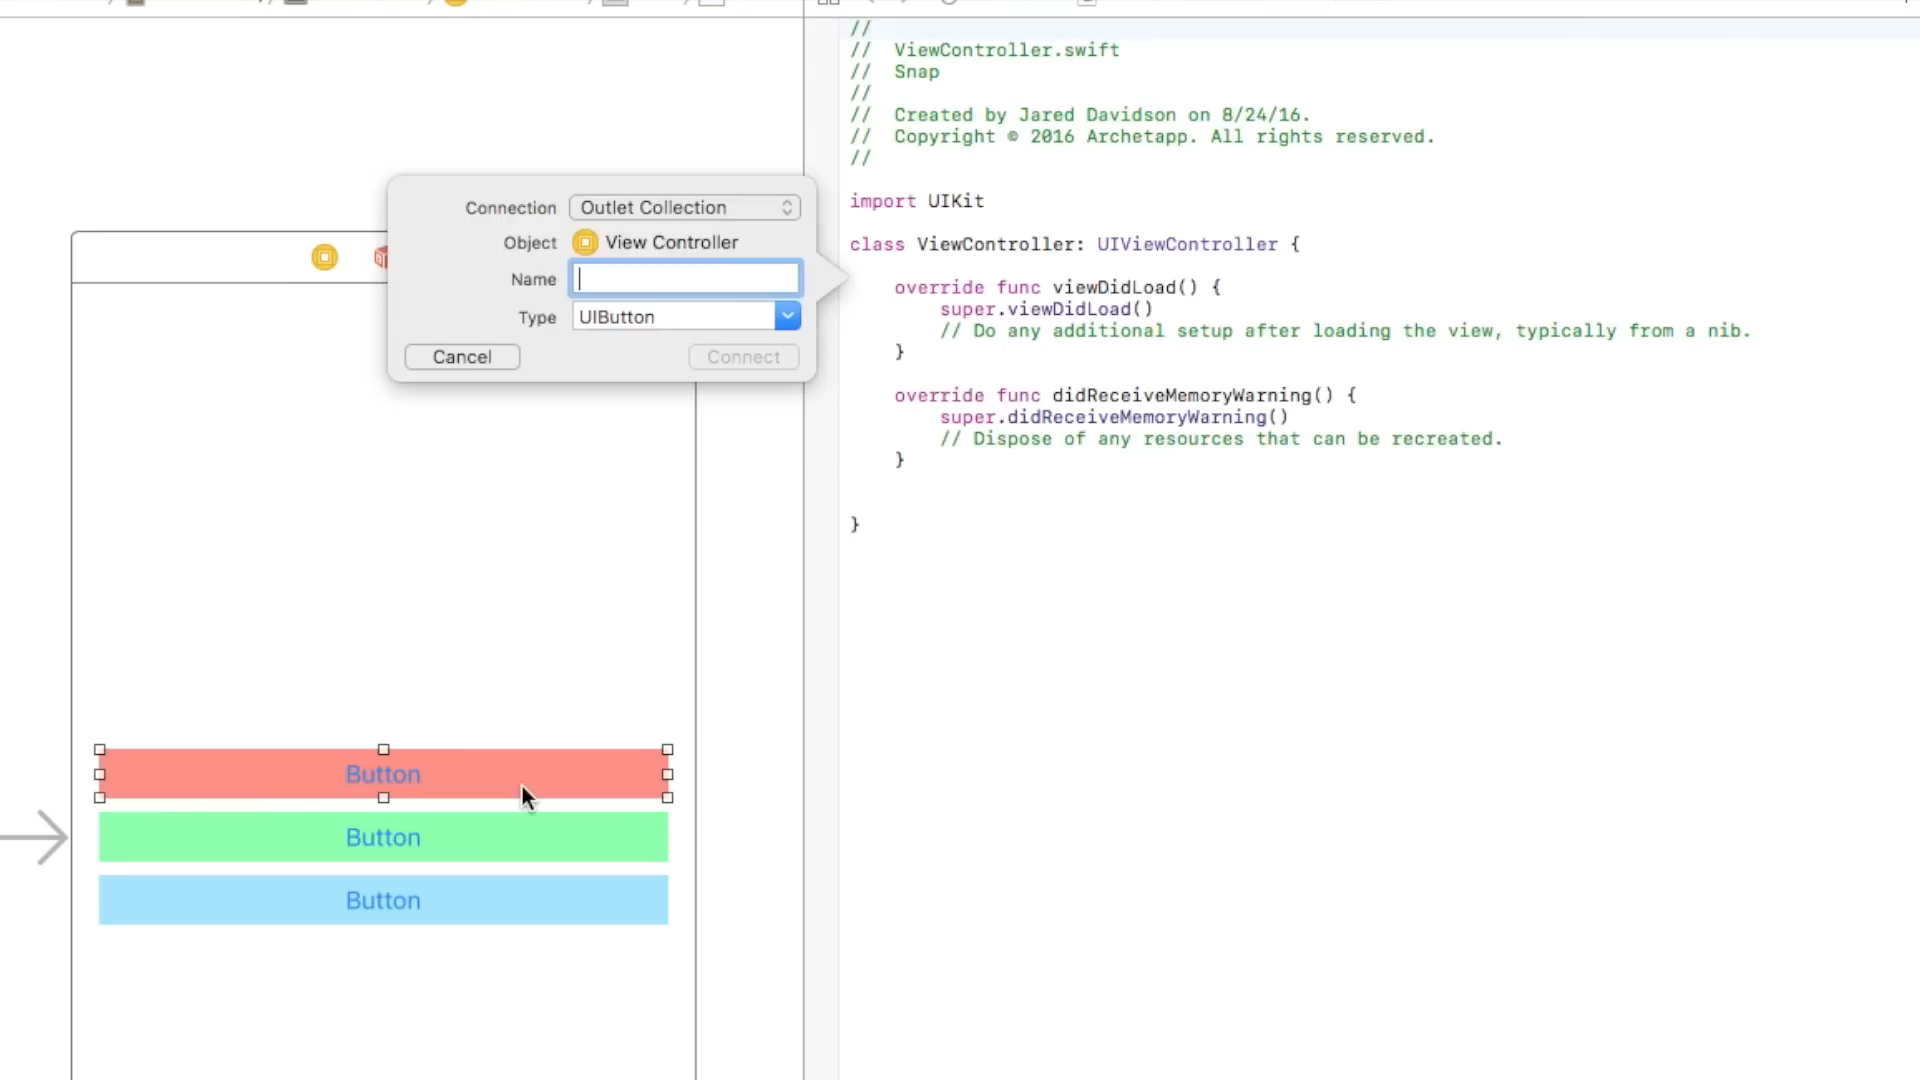 Connection Outlet Collection
Object View Controller
Name
Type UIButton
Cancel Connect
Button
Button
Button
//
//  ViewController.swift
//  Snap
//
//  Created by Jared Davidson on 8/24/16.
//  Copyright © 2016 Archetapp. All rights reserved.
//
import UIKit
class ViewController: UIViewController {
override func viewDidLoad() {
super.viewDidLoad()
// Do any additional setup after loading the view, typically from a nib.
}
override func didReceiveMemoryWarning() {
super.didReceiveMemoryWarning()
// Dispose of any resources that can be recreated.
}
}